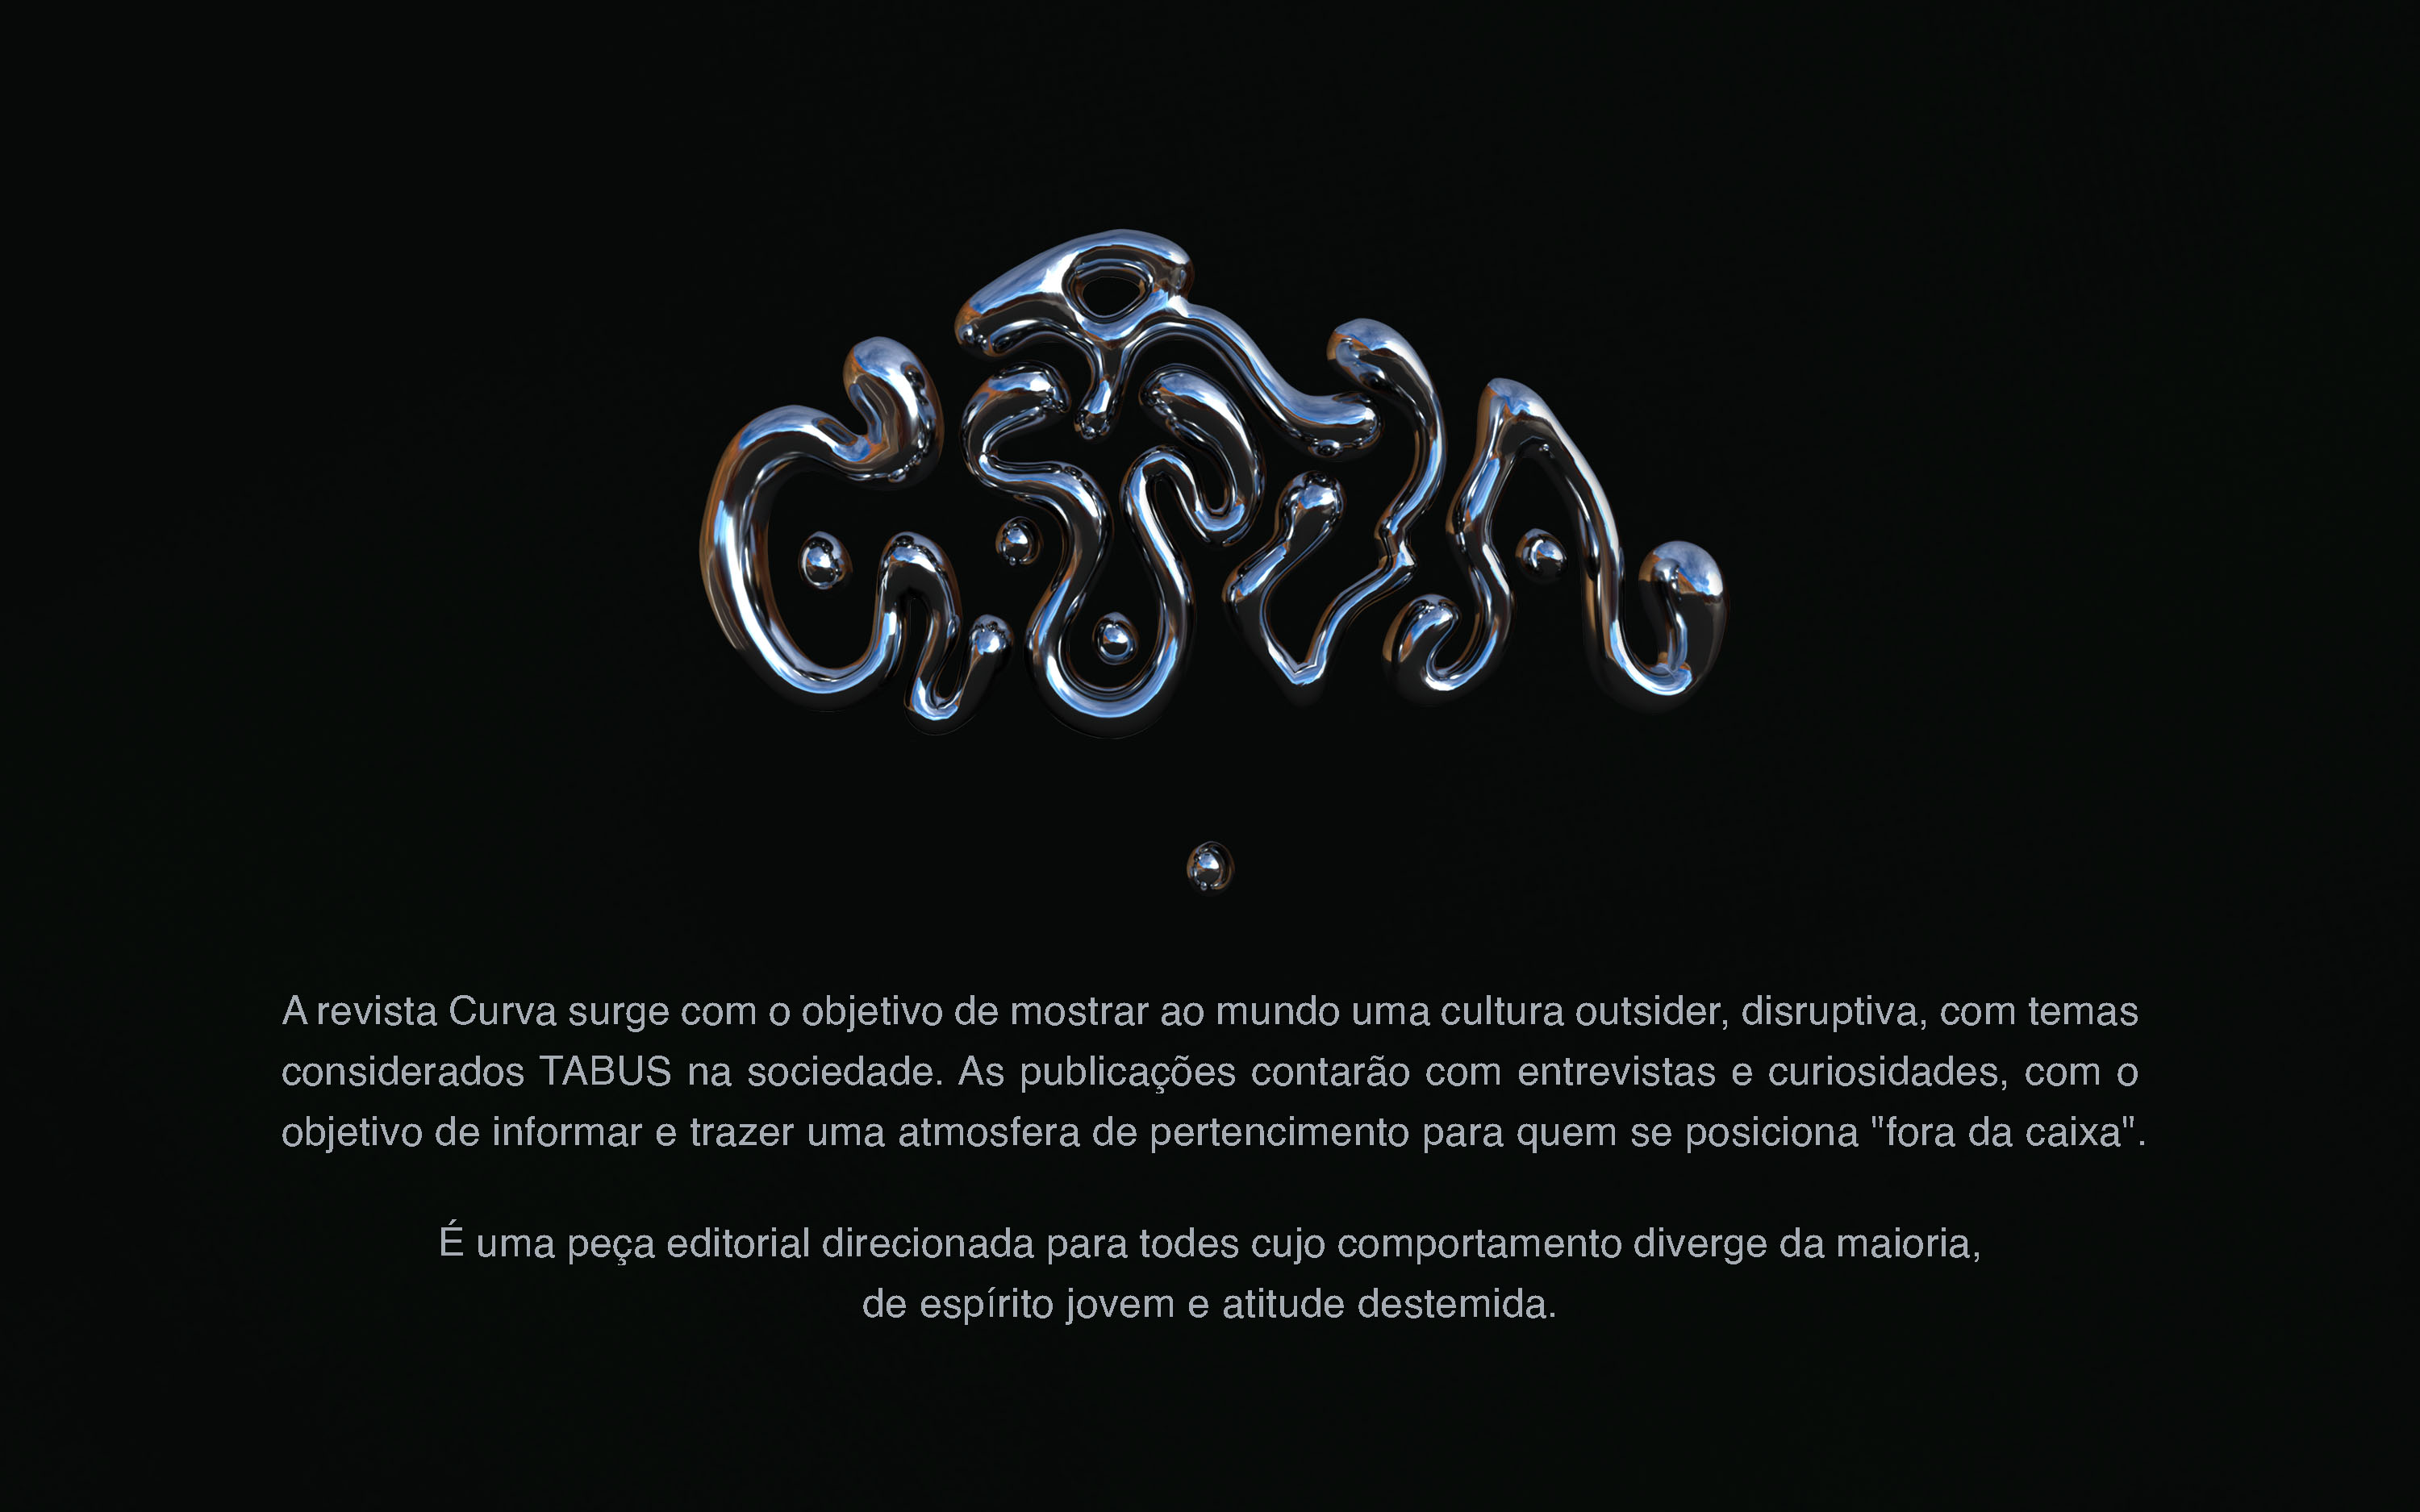 CURVA
A revista Curva surge com o objetivo de mostrar ao mundo uma cultura outsider, disruptiva, com temas
considerados TABUS na sociedade. As publicações contarão com entrevistas e curiosidades, com o
objetivo de informar e trazer uma atmosfera de pertencimento para quem se posiciona "fora da caixa".
É uma peça editorial direcionada para todes cujo comportamento diverge da maioria,
de espírito jovem e atitude destemida.